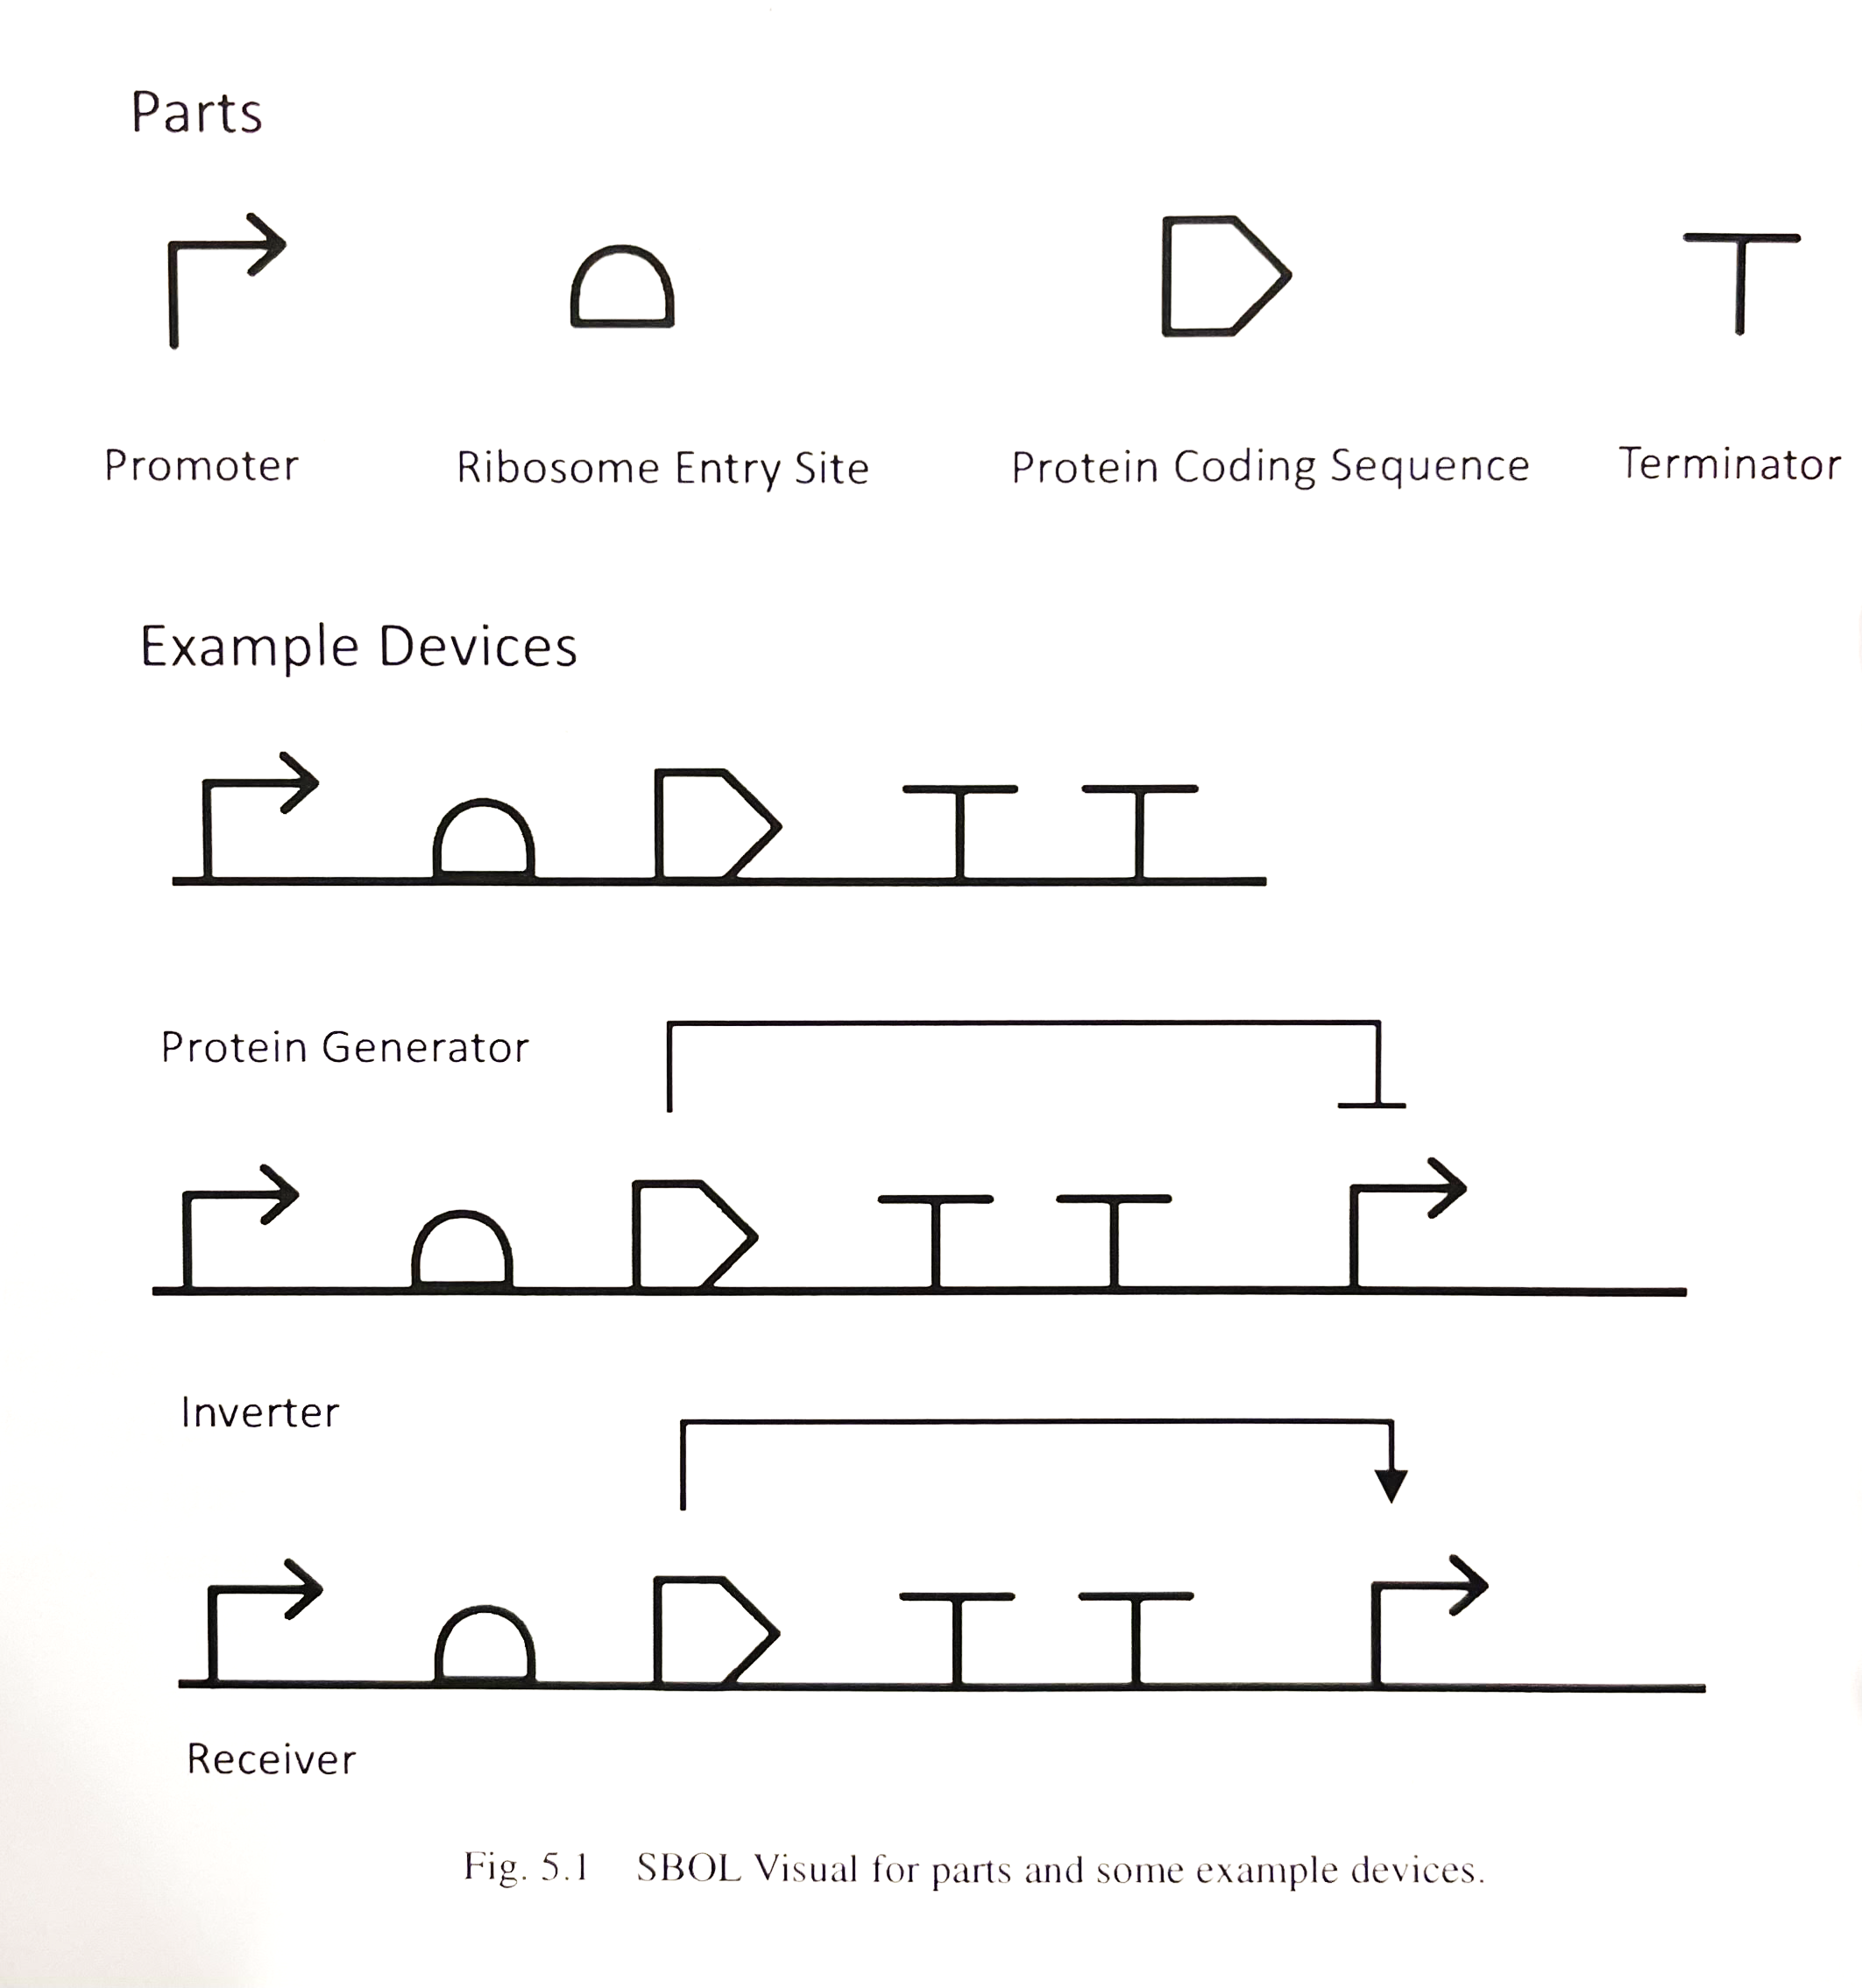 Parts
Promoter Ribosome Entry Site Protein Coding Sequence Terminator
Example Devices
Protein Generator
Inverter
Receiver
Fig. 5.1 SBOL Visual for parts and some example devices.